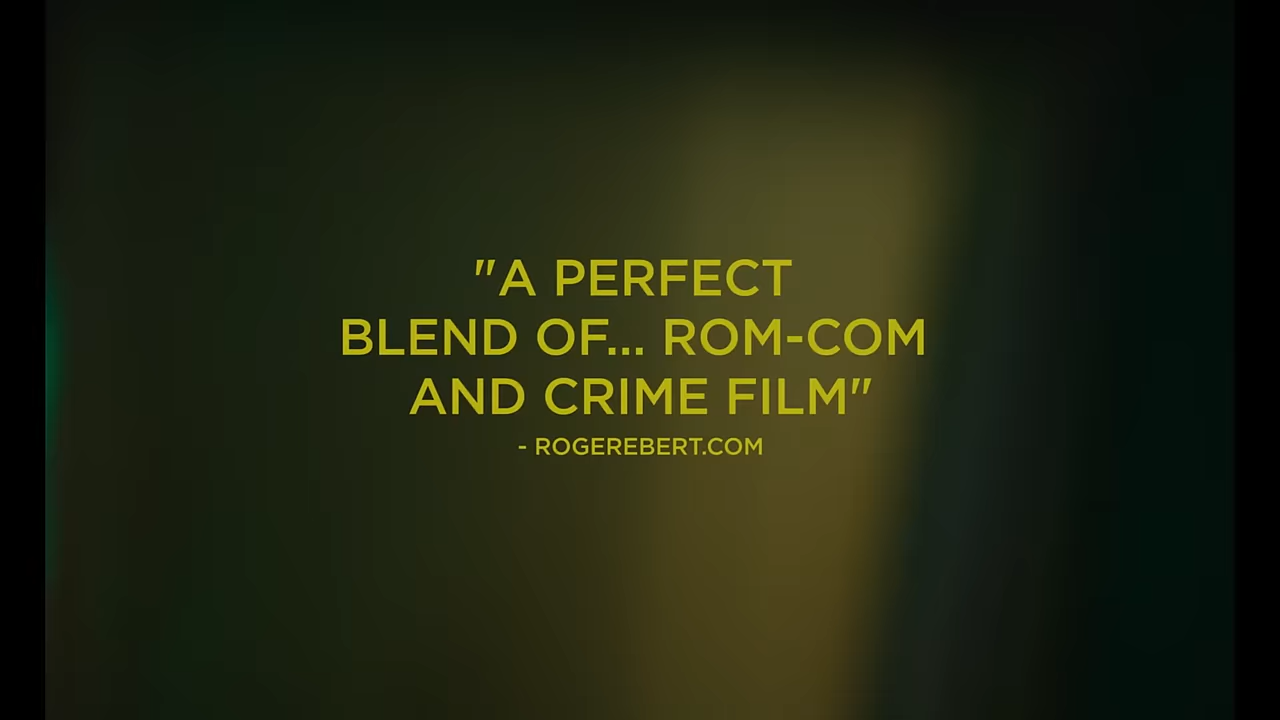 "A PERFECT
BLEND OF... ROM-COM
AND CRIME FILM"
- ROGEREBERT.COM